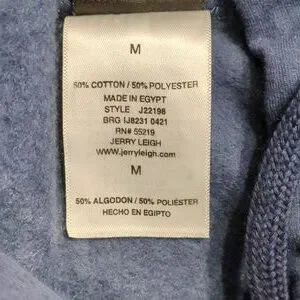 M
50% COTTON / 50% POLYESTER
MADE IN EGYPT
STYLE J22198
BRG IJ8231 0421
RN# 55219
JERRY LEIGH
www.jerryleigh.com
M
50% ALGODON / 50% POLIÉSTER
HECHO EN EGIPTO